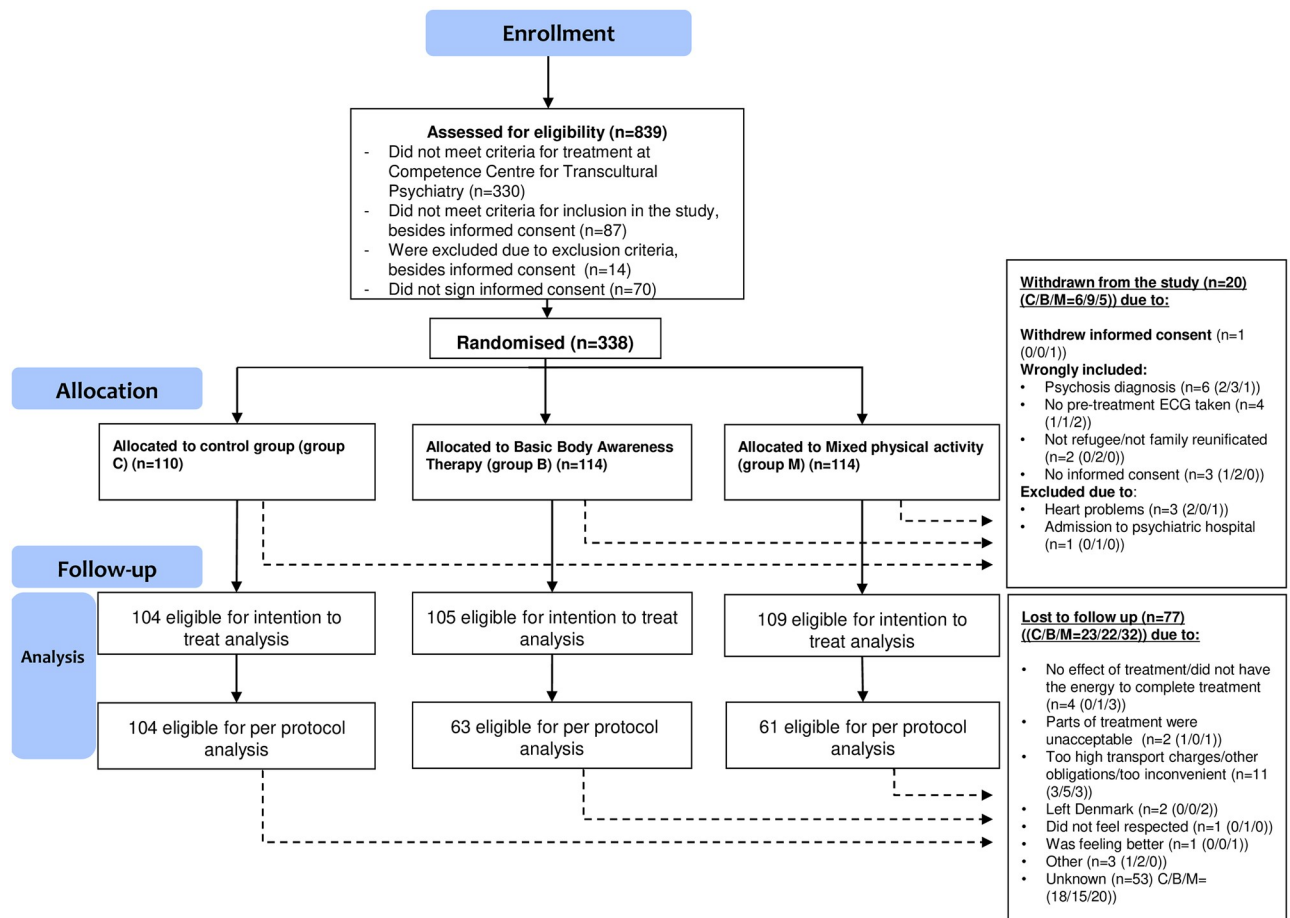 Enrollment
Assessed for eligibility (n=839)
- Did not meet criteria for treatment at
Competence Centre for Transcultural
Psychiatry (n=330)
- Did not meet criteria for inclusion in the study,
besides informed consent (n=87)
- Were excluded due to exclusion criteria,
besides informed consent (n=14)
- Did not sign informed consent (n=70)
Randomised (n=338)
Allocation
Allocated to control group (group
C) (n=110)
Allocated to Basic Body Awareness
Therapy (group B) (n=114)
Allocated to Mixed physical activity
(group M) (n=114)
Withdrawn from the study (n=20)
(C/B/M=6/9/5)) due to:
Withdrew informed consent (n=1
(0/0/1))
Wrongly included:
• Psychosis diagnosis (n=6 (2/3/1))
• No pre-treatment ECG taken (n=4
(1/1/2))
• Not refugee/not family reunificated
(n=2 (0/2/0))
• No informed consent (n=3 (1/2/0))
Excluded due to:
• Heart problems (n=3 (2/0/1))
• Admission to psychiatric hospital
(n=1 (0/1/0))
Follow-up
Analysis
104 eligible for intention to
treat analysis
105 eligible for intention to treat
analysis
109 eligible for intention to
treat analysis
104 eligible for per protocol
analysis
63 eligible for per protocol
analysis
61 eligible for per protocol
analysis
Lost to follow up (n=77)
((C/B/M=23/22/32)) due to:
• No effect of treatment/did not have
the energy to complete treatment
(n=4 (0/1/3))
• Parts of treatment were
unacceptable (n=2 (1/0/1))
• Too high transport charges/other
obligations/too inconvenient (n=11
(3/5/3))
• Left Denmark (n=2 (0/0/2))
• Did not feel respected (n=1 (0/1/0))
• Was feeling better (n=1 (0/0/1))
• Other (n=3 (1/2/0))
• Unknown (n=53) C/B/M=
(18/15/20))